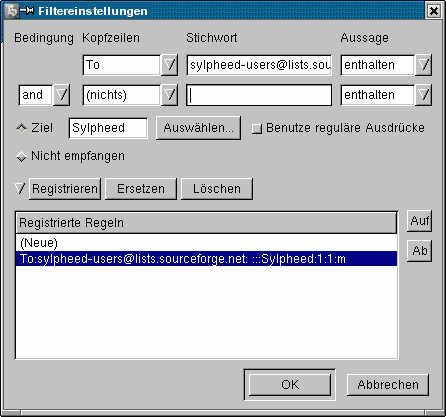 Filtereinstellungen
Bedingung Kopfzeilen Stichwort Aussage
To sylpheed-users@lists.sou enthalten
and (nichts) enthalten
Ziel Sylpheed Auswählen... Benutze reguläre Ausdrücke
Nicht empfangen
Registrieren Ersetzen Löschen
Registrierte Regeln Auf
(Neue)
To:sylpheed-users@lists.sourceforge.net: :::Sylpheed:1:1:m Ab
OK Abbrechen